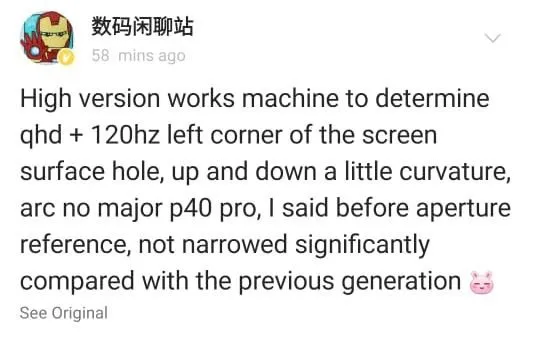 数码闲聊站
58 mins ago
High version works machine to determine
qhd + 120hz left corner of the screen
surface hole, up and down a little curvature,
arc no major p40 pro, I said before aperture
reference, not narrowed significantly
compared with the previous generation
See Original